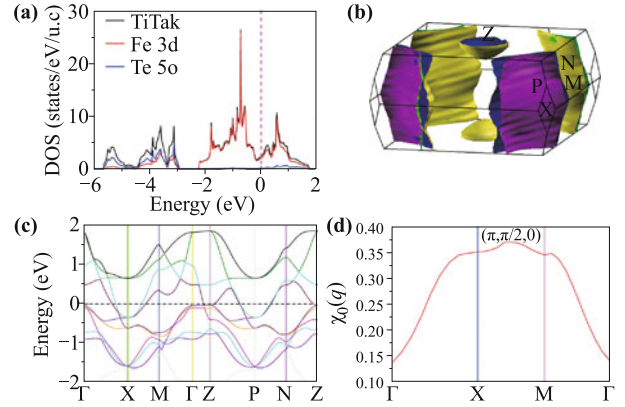 (a)
TiTak
Fe 3d
Te 5o
DOS (states/eV/u.c)
30
25
20
15
10
5
0
−6 −4 −2 0 2
Energy (eV)
(b)
Z
N
P
M
X
(c)
Energy (eV)
2
1
0
−1
−2
Γ X M Γ Z P N Z
(d)
(π,π/2,0)
χ0(q)
0.40
0.35
0.30
0.25
0.20
0.15
0.10
Γ X M Γ